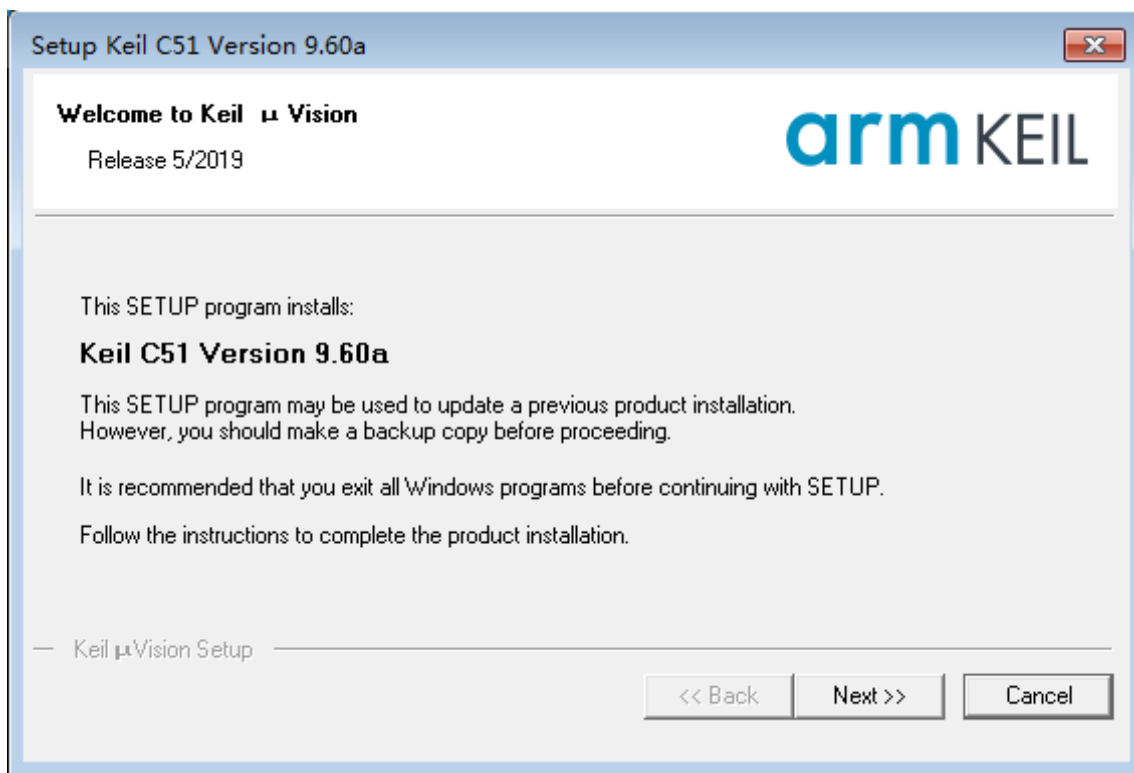 Setup Keil C51 Version 9.60a
Welcome to Keil μ Vision
Release 5/2019
arm KEIL
This SETUP program installs:
Keil C51 Version 9.60a
This SETUP program may be used to update a previous product installation.
However, you should make a backup copy before proceeding.
It is recommended that you exit all Windows programs before continuing with SETUP.
Follow the instructions to complete the product installation.
Keil μVision Setup
<< Back
Next >>
Cancel